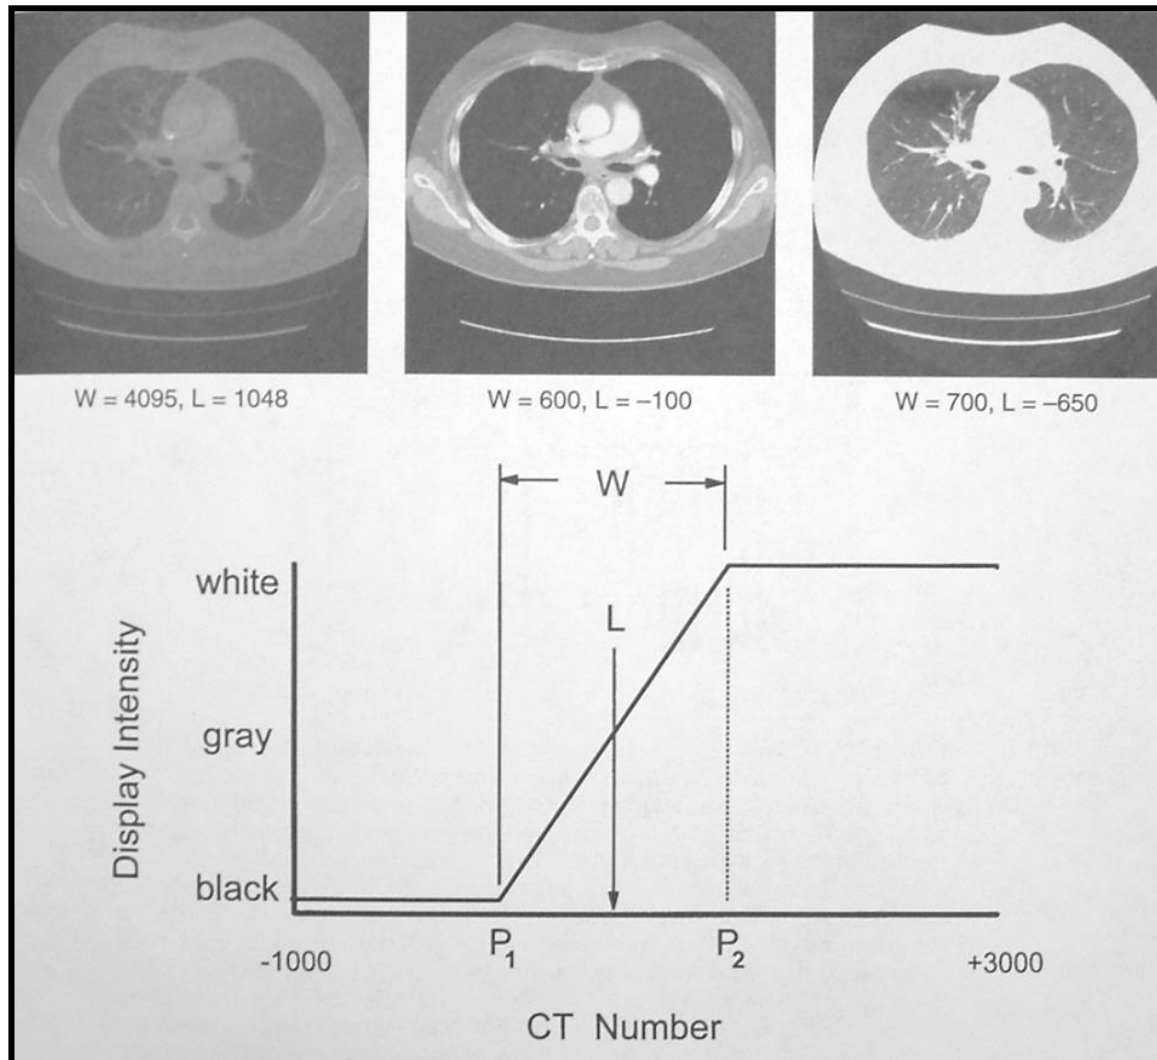 W = 4095, L = 1048
W = 600, L = –100
W = 700, L = –650
W
white
L
gray
black
Display Intensity
P1
P2
-1000
+3000
CT Number